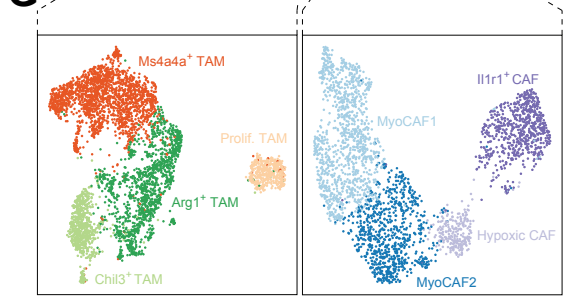 Ms4a4a⁺ TAM
Prolif. TAM
Arg1⁺ TAM
Chil3⁺ TAM
Il1r1⁺ CAF
MyoCAF1
Hypoxic CAF
MyoCAF2